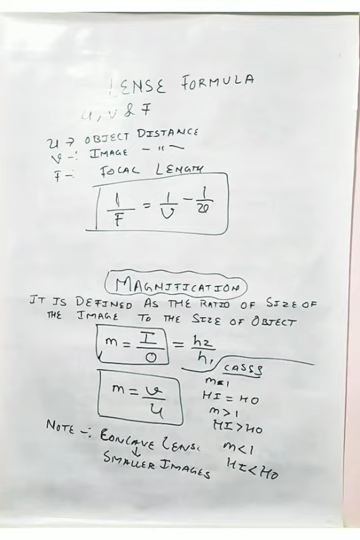 LENSE FORMULA
u, v & F
u → OBJECT DISTANCE
v -: IMAGE - " -
F -: FOCAL LENGTH
1/F = 1/v - 1/u
MAGNIFICATION
IT IS DEFINED AS THE RATIO OF SIZE OF
THE IMAGE TO THE SIZE OF OBJECT
m = I/O = h2/h1
m = v/u
CASES
m=1
HI = HO
m>1
HI>HO
m<1
HI<HO
NOTE -: CONCAVE LENS.
↓
SMALLER IMAGES